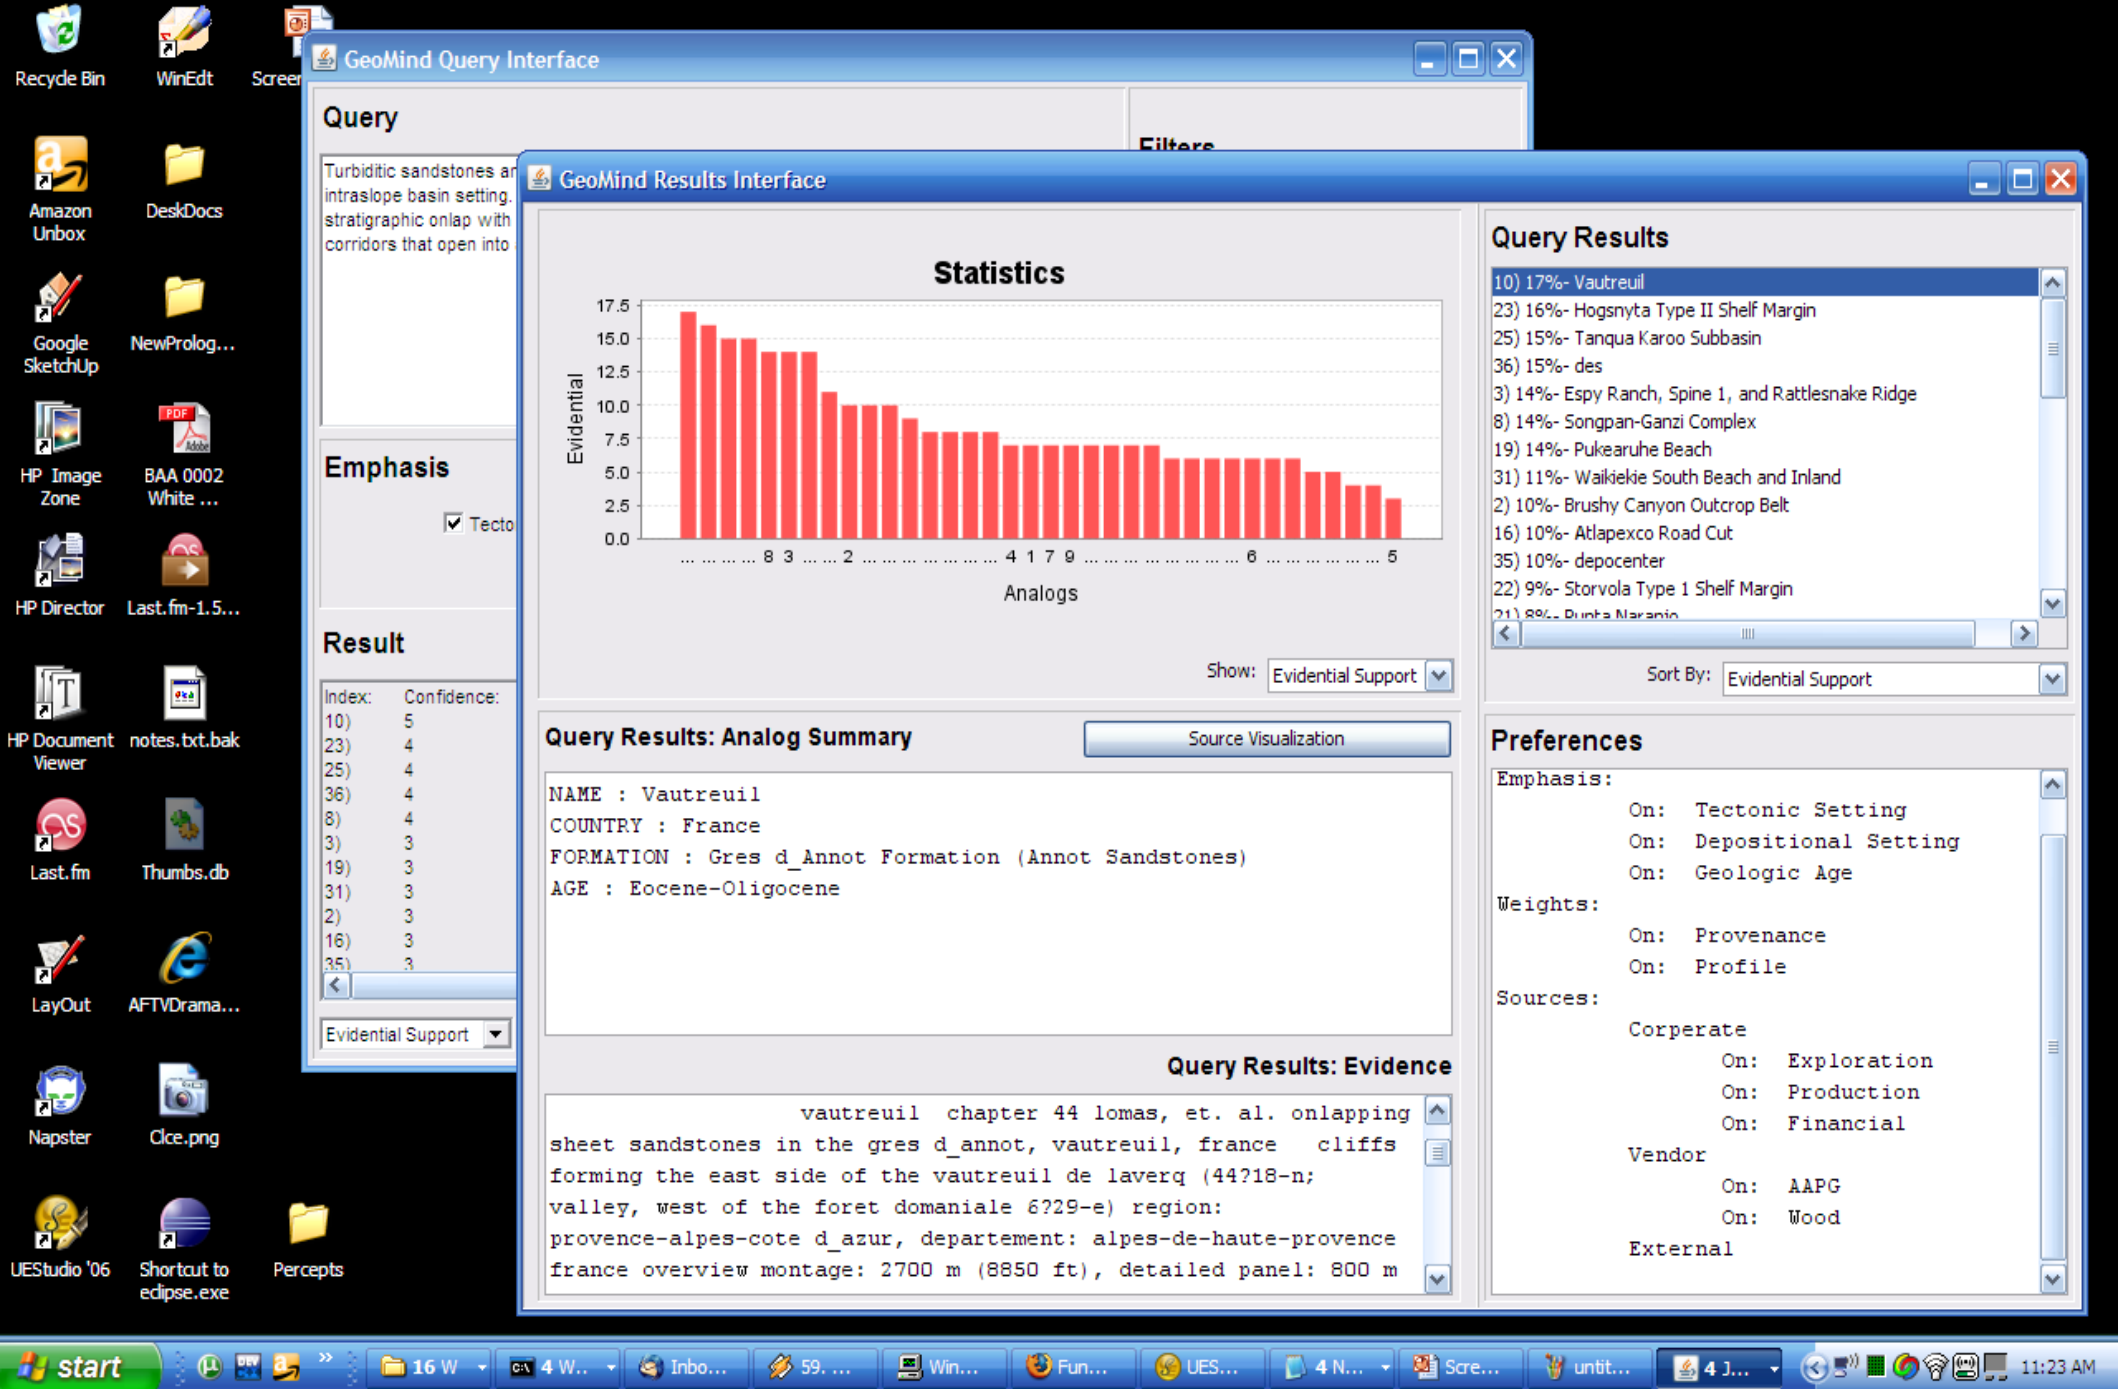 Recycle Bin
WinEdt
Screer
Amazon
Unbox
DeskDocs
Google
SketchUp
NewProlog...
HP Image
Zone
BAA 0002
White ...
HP Director
Last.fm-1.5...
HP Document
Viewer
notes.txt.bak
Last.fm
Thumbs.db
LayOut
AFTVDrama...
Napster
Clce.png
UEStudio '06
Shortcut to
eclipse.exe
Percepts
GeoMind Query Interface
Query
Filters
Turbiditic sandstones ar
intraslope basin setting.
stratigraphic onlap with
corridors that open into
Emphasis
Tecto
Result
Index: Confidence:
10) 5
23) 4
25) 4
36) 4
8) 4
3) 3
19) 3
31) 3
2) 3
16) 3
35) 3
Evidential Support
GeoMind Results Interface
Statistics
Evidential
17.5
15.0
12.5
10.0
7.5
5.0
2.5
0.0
... ... ... ... 8 3 ... ... 2 ... ... ... ... ... ... ... 4 1 7 9 ... ... ... ... ... ... ... ... 6 ... ... ... ... ... ... 5
Analogs
Show: Evidential Support
Query Results
10) 17%- Vautreuil
23) 16%- Hogsnyta Type II Shelf Margin
25) 15%- Tanqua Karoo Subbasin
36) 15%- des
3) 14%- Espy Ranch, Spine 1, and Rattlesnake Ridge
8) 14%- Songpan-Ganzi Complex
19) 14%- Pukearuhe Beach
31) 11%- Waikiekie South Beach and Inland
2) 10%- Brushy Canyon Outcrop Belt
16) 10%- Atlapexco Road Cut
35) 10%- depocenter
22) 9%- Storvola Type 1 Shelf Margin
21) 8%- Punta Naranjo
Sort By: Evidential Support
Query Results: Analog Summary
Source Visualization
NAME : Vautreuil
COUNTRY : France
FORMATION : Gres d_Annot Formation (Annot Sandstones)
AGE : Eocene-Oligocene
Query Results: Evidence
vautreuil chapter 44 lomas, et. al. onlapping
sheet sandstones in the gres d_annot, vautreuil, france cliffs
forming the east side of the vautreuil de laverq (44?18-n;
valley, west of the foret domaniale 6?29-e) region:
provence-alpes-cote d_azur, departement: alpes-de-haute-provence
france overview montage: 2700 m (8850 ft), detailed panel: 800 m
Preferences
Emphasis:
On: Tectonic Setting
On: Depositional Setting
On: Geologic Age
Weights:
On: Provenance
On: Profile
Sources:
Corperate
On: Exploration
On: Production
On: Financial
Vendor
On: AAPG
On: Wood
External
start
16 W
4 W...
Inbo...
59. ...
Win...
Fun...
UES...
4 N...
Scre...
untit...
4 J...
11:23 AM